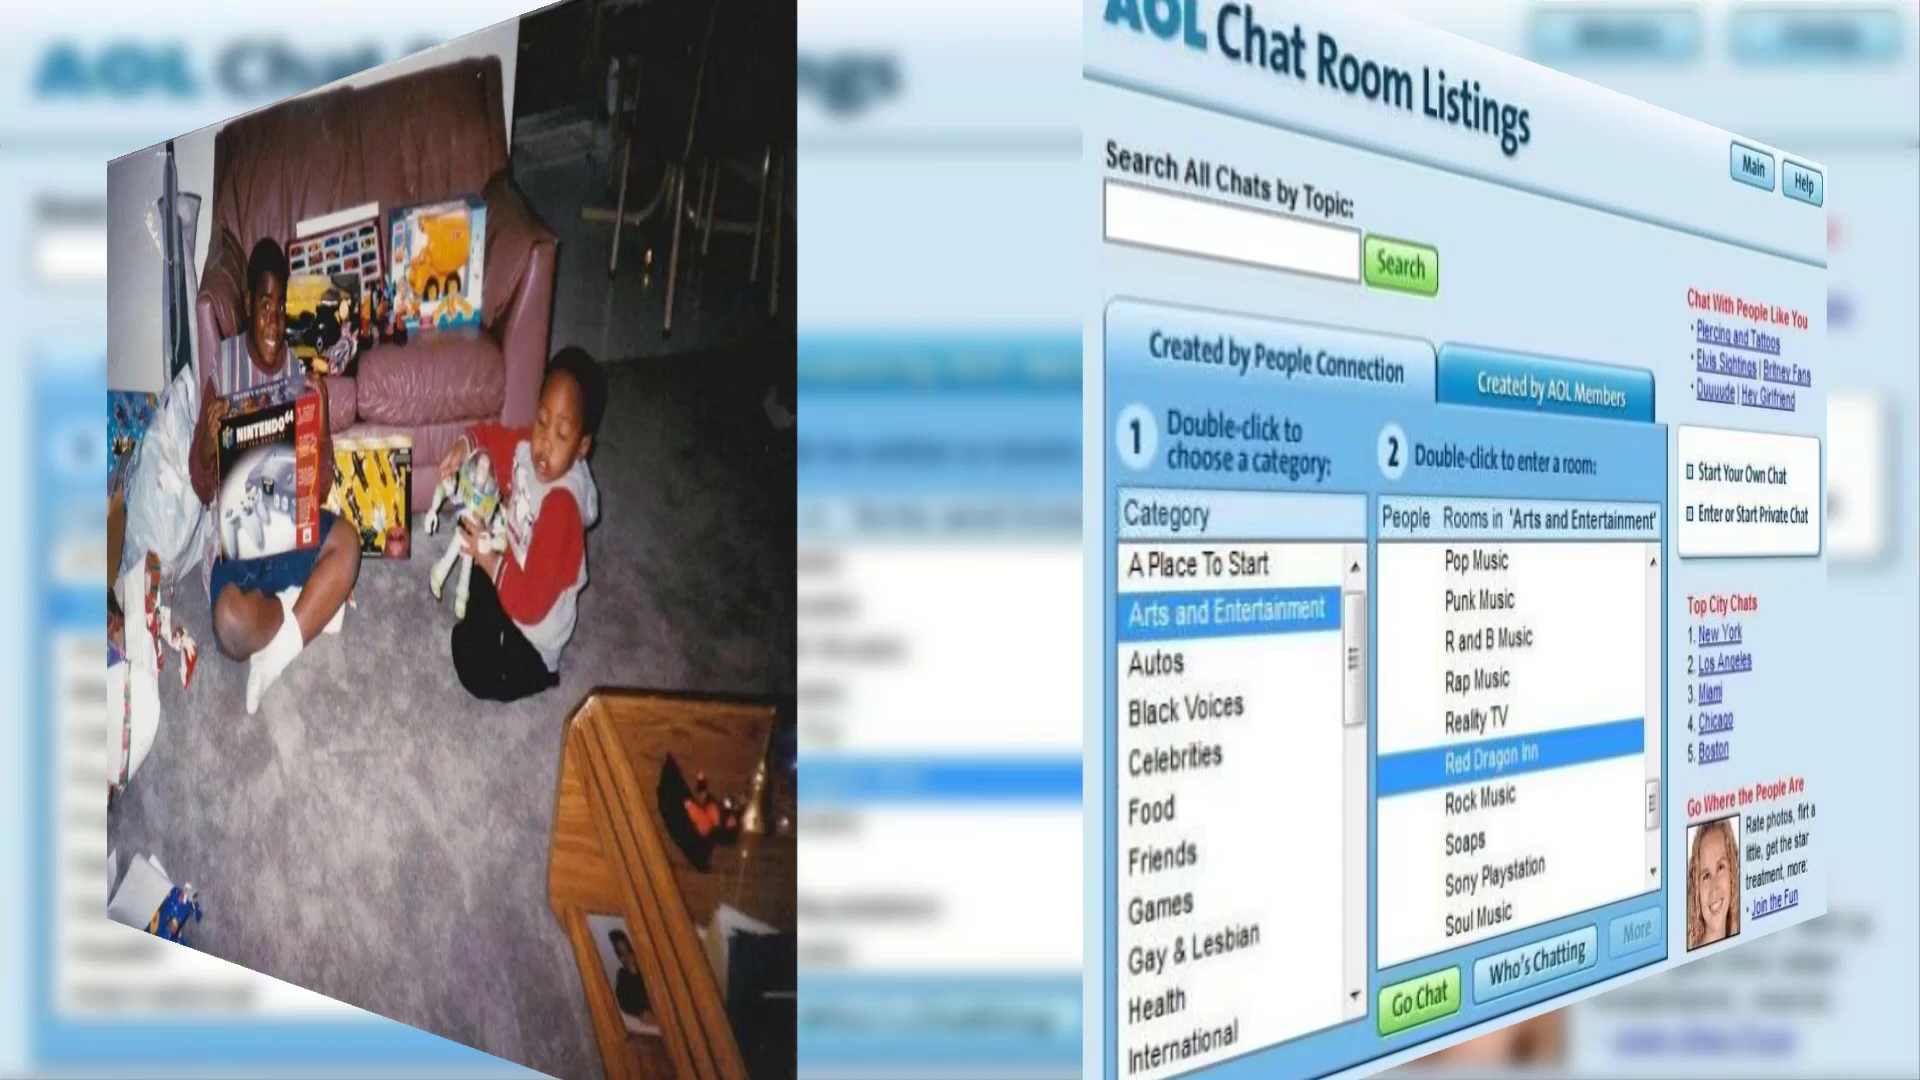 AOL Chat Room Listings
Main
Help
Search All Chats by Topic:
Search
Created by People Connection
Created by AOL Members
1
Double-click to
choose a category:
2
Double-click to enter a room:
Category
People Rooms in 'Arts and Entertainment'
A Place To Start
Arts and Entertainment
Autos
Black Voices
Celebrities
Food
Friends
Games
Gay & Lesbian
Health
International
Pop Music
Punk Music
R and B Music
Rap Music
Reality TV
Red Dragon Inn
Rock Music
Soaps
Sony Playstation
Soul Music
Go Chat
Who's Chatting
More
Chat With People Like You
Piercing and Tattoos
Elvis Sightings | Britney Fans
Duuuude | Hey Girlfriend
Start Your Own Chat
Enter or Start Private Chat
Top City Chats
1. New York
2. Los Angeles
3. Miami
4. Chicago
5. Boston
Go Where the People Are
Rate photos, flirt a
little, get the star
treatment, more:
Join the Fun
NINTENDO 64